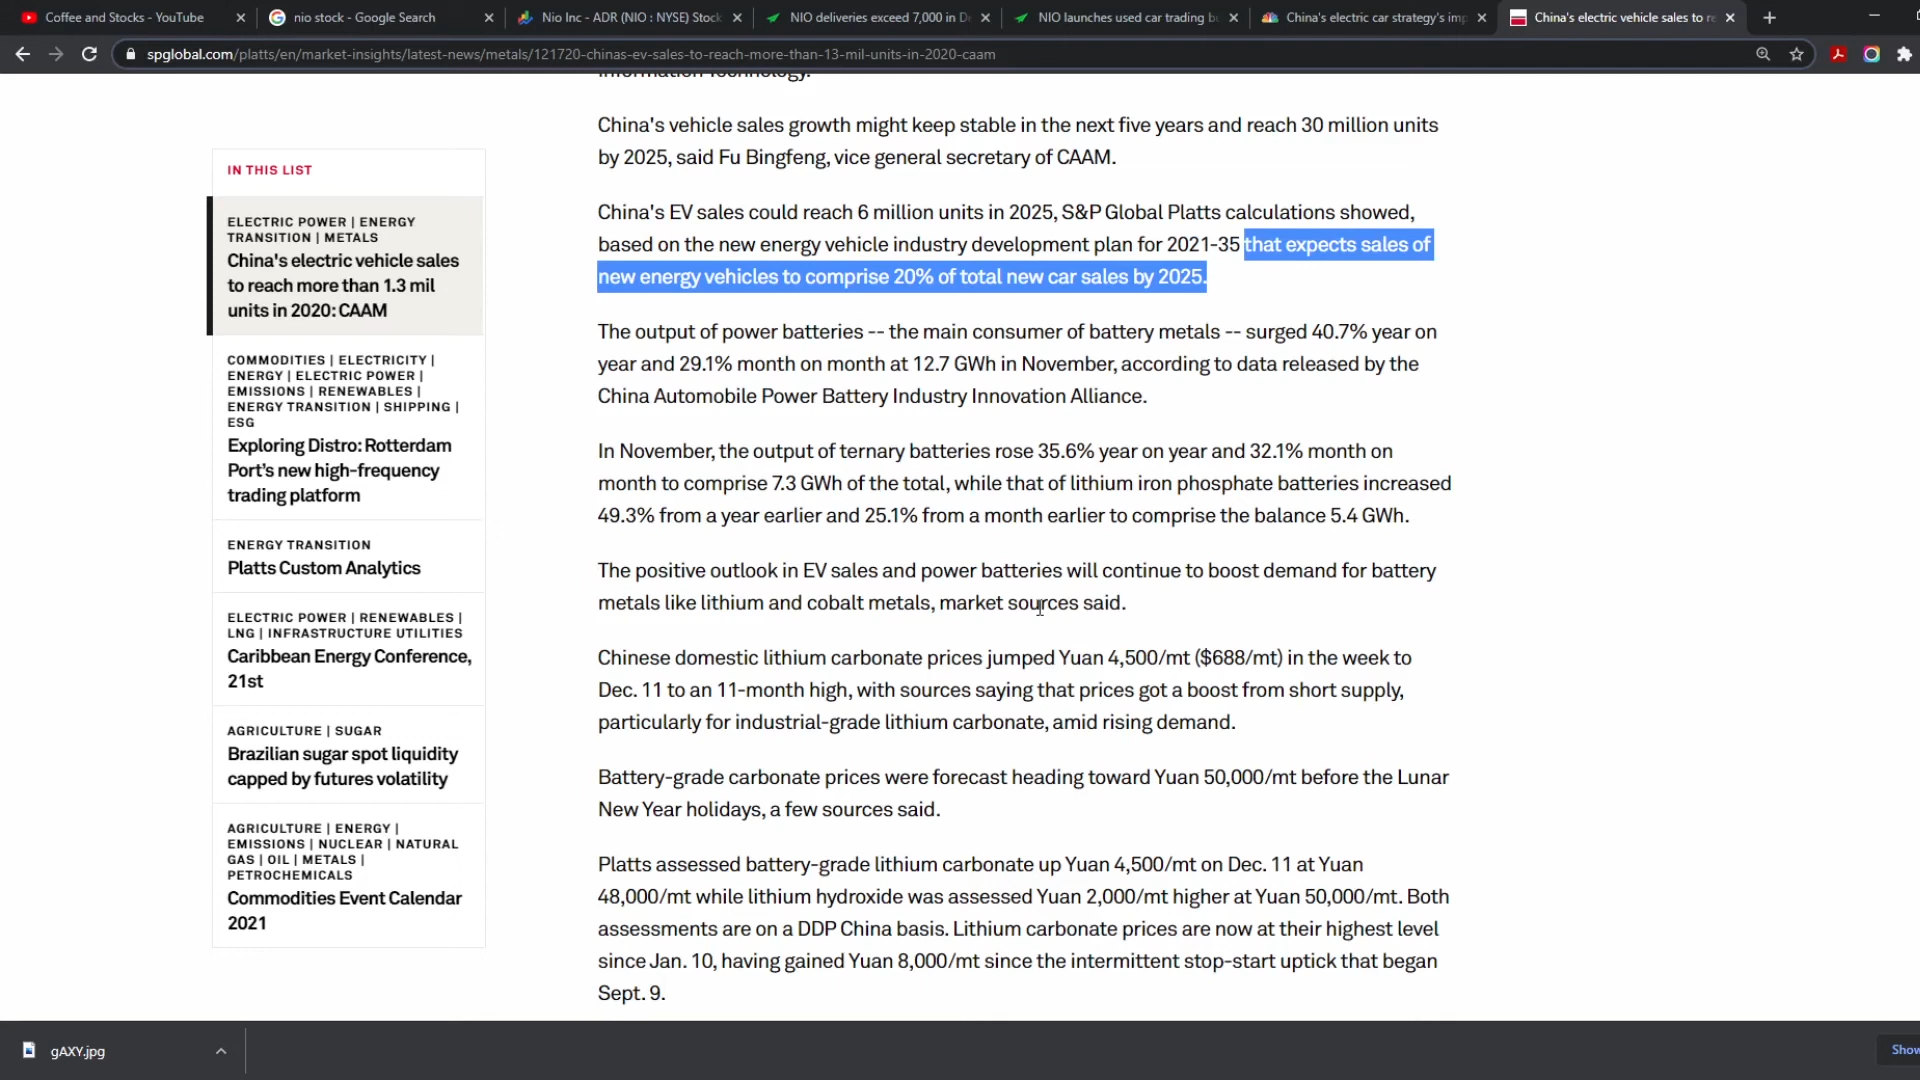 Coffee and Stocks - YouTube
nio stock - Google Search
Nio Inc - ADR (NIO : NYSE) Stock
NIO deliveries exceed 7,000 in D
NIO launches used car trading b
China's electric car strategy's imp
China's electric vehicle sales to re
spglobal.com/platts/en/market-insights/latest-news/metals/121720-chinas-ev-sales-to-reach-more-than-13-mil-units-in-2020-caam
Information Technology.
China's vehicle sales growth might keep stable in the next five years and reach 30 million units
by 2025, said Fu Bingfeng, vice general secretary of CAAM.
China's EV sales could reach 6 million units in 2025, S&P Global Platts calculations showed,
based on the new energy vehicle industry development plan for 2021-35 that expects sales of
new energy vehicles to comprise 20% of total new car sales by 2025.
The output of power batteries -- the main consumer of battery metals -- surged 40.7% year on
year and 29.1% month on month at 12.7 GWh in November, according to data released by the
China Automobile Power Battery Industry Innovation Alliance.
In November, the output of ternary batteries rose 35.6% year on year and 32.1% month on
month to comprise 7.3 GWh of the total, while that of lithium iron phosphate batteries increased
49.3% from a year earlier and 25.1% from a month earlier to comprise the balance 5.4 GWh.
The positive outlook in EV sales and power batteries will continue to boost demand for battery
metals like lithium and cobalt metals, market sources said.
Chinese domestic lithium carbonate prices jumped Yuan 4,500/mt ($688/mt) in the week to
Dec. 11 to an 11-month high, with sources saying that prices got a boost from short supply,
particularly for industrial-grade lithium carbonate, amid rising demand.
Battery-grade carbonate prices were forecast heading toward Yuan 50,000/mt before the Lunar
New Year holidays, a few sources said.
Platts assessed battery-grade lithium carbonate up Yuan 4,500/mt on Dec. 11 at Yuan
48,000/mt while lithium hydroxide was assessed Yuan 2,000/mt higher at Yuan 50,000/mt. Both
assessments are on a DDP China basis. Lithium carbonate prices are now at their highest level
since Jan. 10, having gained Yuan 8,000/mt since the intermittent stop-start uptick that began
Sept. 9.
IN THIS LIST
ELECTRIC POWER | ENERGY
TRANSITION | METALS
China's electric vehicle sales
to reach more than 1.3 mil
units in 2020: CAAM
COMMODITIES | ELECTRICITY |
ENERGY | ELECTRIC POWER |
EMISSIONS | RENEWABLES |
ENERGY TRANSITION | SHIPPING |
ESG
Exploring Distro: Rotterdam
Port's new high-frequency
trading platform
ENERGY TRANSITION
Platts Custom Analytics
ELECTRIC POWER | RENEWABLES |
LNG | INFRASTRUCTURE UTILITIES
Caribbean Energy Conference,
21st
AGRICULTURE | SUGAR
Brazilian sugar spot liquidity
capped by futures volatility
AGRICULTURE | ENERGY |
EMISSIONS | NUCLEAR | NATURAL
GAS | OIL | METALS |
PETROCHEMICALS
Commodities Event Calendar
2021
gAXY.jpg
Show